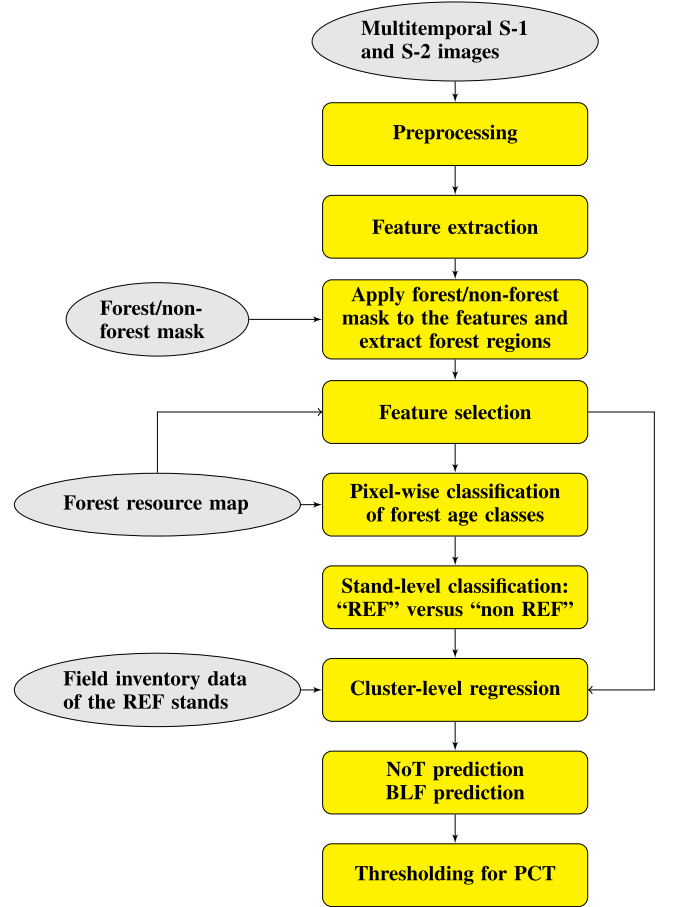 Multitemporal S-1
and S-2 images
Preprocessing
Feature extraction
Forest/non-
forest mask
Apply forest/non-forest
mask to the features and
extract forest regions
Feature selection
Forest resource map
Pixel-wise classification
of forest age classes
Stand-level classification:
“REF” versus “non REF”
Field inventory data
of the REF stands
Cluster-level regression
NoT prediction
BLF prediction
Thresholding for PCT